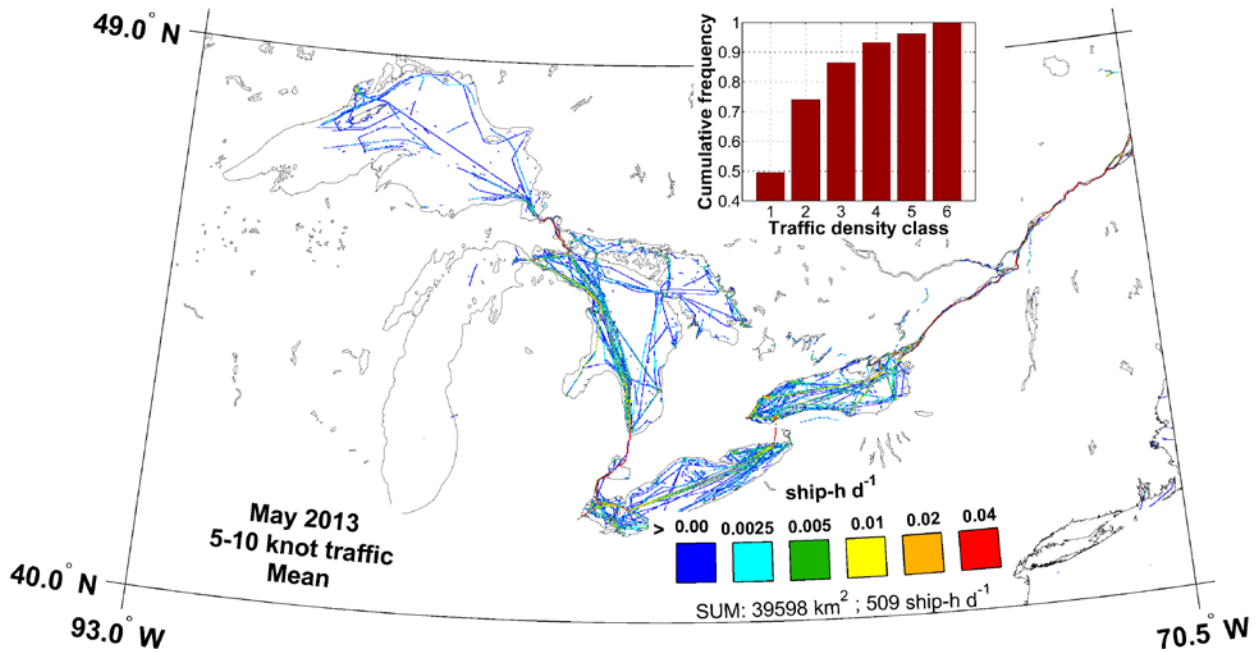 49.0° N
Cumulative frequency
1
0.9
0.8
0.7
0.6
0.5
0.4
1 2 3 4 5 6
Traffic density class
May 2013
5-10 knot traffic
Mean
ship-h d⁻¹
> 0.00 0.0025 0.005 0.01 0.02 0.04
SUM: 39598 km² ; 509 ship-h d⁻¹
40.0° N
93.0° W
70.5° W